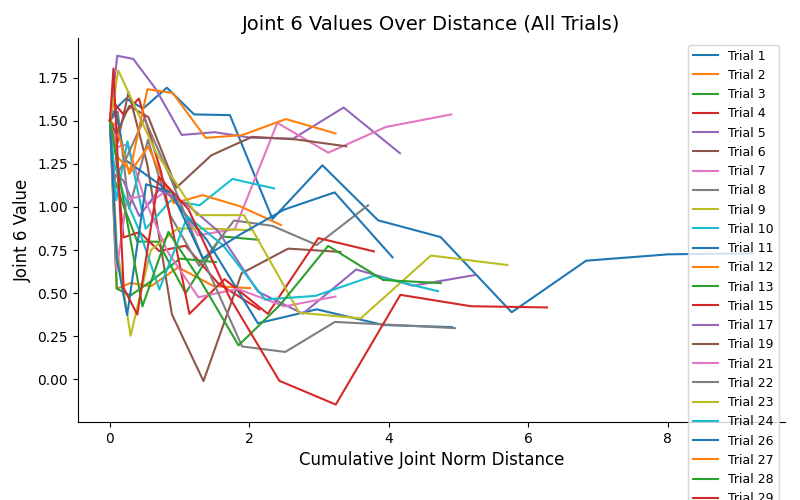 Joint 6 Values Over Distance (All Trials)
Joint 6 Value
1.75
1.50
1.25
1.00
0.75
0.50
0.25
0.00
0 2 4 6 8
Cumulative Joint Norm Distance
Trial 1
Trial 2
Trial 3
Trial 4
Trial 5
Trial 6
Trial 7
Trial 8
Trial 9
Trial 10
Trial 11
Trial 12
Trial 13
Trial 15
Trial 17
Trial 19
Trial 21
Trial 22
Trial 23
Trial 24
Trial 26
Trial 27
Trial 28
Trial 29